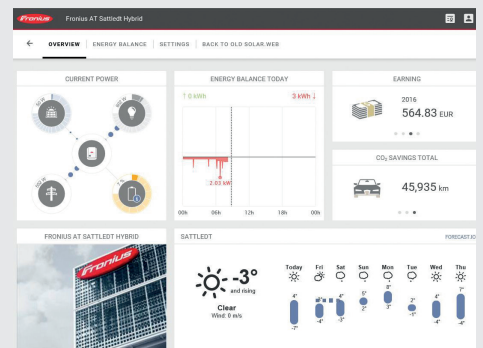 Fronius
Fronius AT Sattledt Hybrid
OVERVIEW
ENERGY BALANCE
SETTINGS
BACK TO OLD SOLAR.WEB
CURRENT POWER
ENERGY BALANCE TODAY
↑ 0 kWh
3 kWh ↓
2.03 kW
00h 06h 12h 18h 00h
EARNING
2016
564.83 EUR
CO₂ SAVINGS TOTAL
45,935 km
FRONIUS AT SATTLEDT HYBRID
Fronius
SATTLEDT
FORECAST.IO
-3°
and rising
Clear
Wind: 0 m/s
Today Fri Sat Sun Mon Tue Wed Thu
4° 4° 5° 8° 2° 4° 7°
-7° -4° -3° 2° 3° -5° -4° -4°